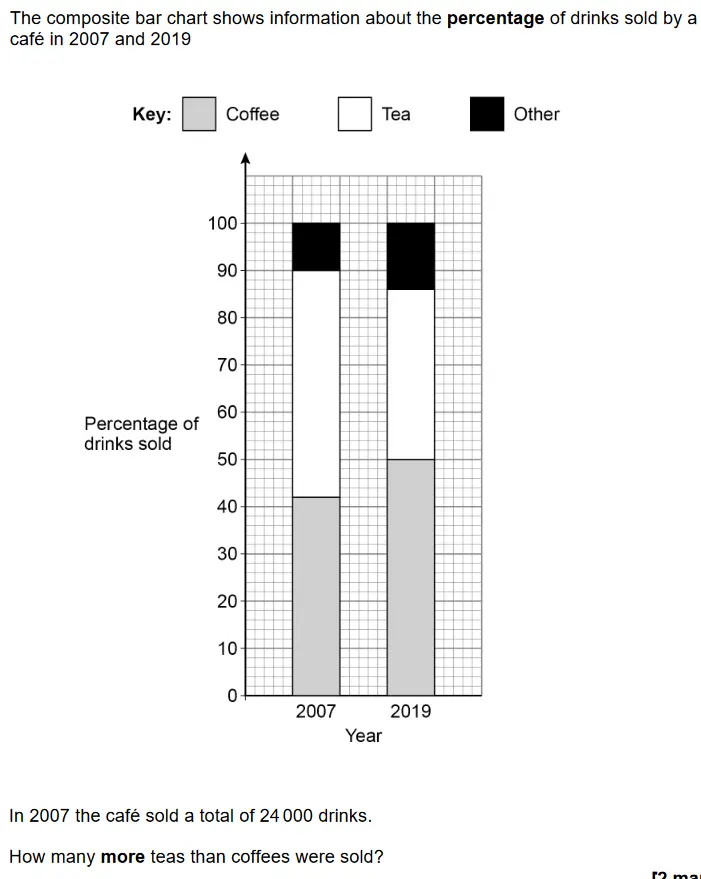 The composite bar chart shows information about the percentage of drinks sold by a
café in 2007 and 2019
Key: Coffee Tea Other
100
90
80
70
60
Percentage of
drinks sold
50
40
30
20
10
0
2007 2019
Year
In 2007 the café sold a total of 24 000 drinks.
How many more teas than coffees were sold?
[2